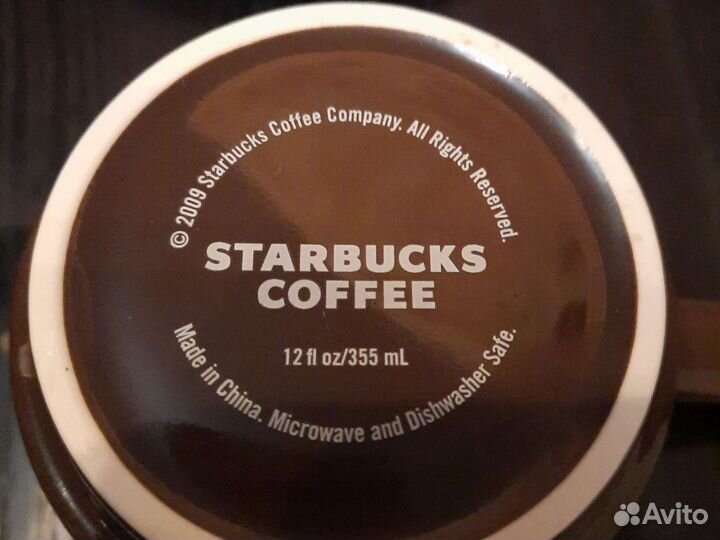 © 2009 Starbucks Coffee Company. All Rights Reserved.
STARBUCKS
COFFEE
12 fl oz/355 mL
Made in China. Microwave and Dishwasher Safe.
Avito